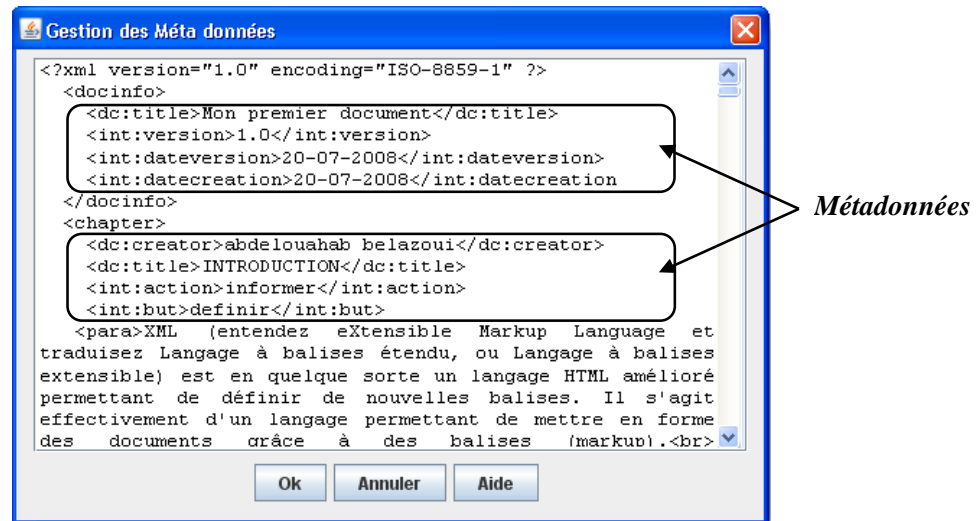 Gestion des Méta données
<?xml version="1.0" encoding="ISO-8859-1" ?>
<docinfo>
<dc:title>Mon premier document</dc:title>
<int:version>1.0</int:version>
<int:dateversion>20-07-2008</int:dateversion>
<int:datecreation>20-07-2008</int:datecreation
</docinfo>
<chapter>
<dc:creator>abdelouahab belazoui</dc:creator>
<dc:title>INTRODUCTION</dc:title>
<int:action>informer</int:action>
<int:but>definir</int:but>
<para>XML (entendez eXtensible Markup Language et
traduisez Langage à balises étendu, ou Langage à balises
extensible) est en quelque sorte un langage HTML amélioré
permettant de définir de nouvelles balises. Il s'agit
effectivement d'un langage permettant de mettre en forme
des documents grâce à des balises (markup).<br>
Ok Annuler Aide
Métadonnées